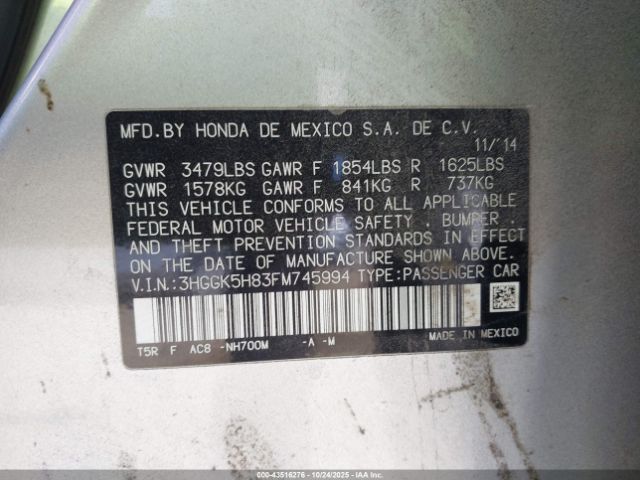 MFD.BY HONDA DE MEXICO S.A. DE C.V.
11/'14
GVWR 3479LBS GAWR F 1854LBS R 1625LBS
GVWR 1578KG GAWR F 841KG R 737KG
THIS VEHICLE CONFORMS TO ALL APPLICABLE
FEDERAL MOTOR VEHICLE SAFETY . BUMPER .
AND THEFT PREVENTION STANDARDS IN EFFECT
ON THE DATE OF MANUFACTURE SHOWN ABOVE.
V.I.N.:3HGGK5H83FM745994 TYPE:PASSENGER CAR
T5R F AC8 -NH700M -A -M
MADE IN MEXICO
000-43516276 - 10/24/2025 - COPYRIGHT IAA